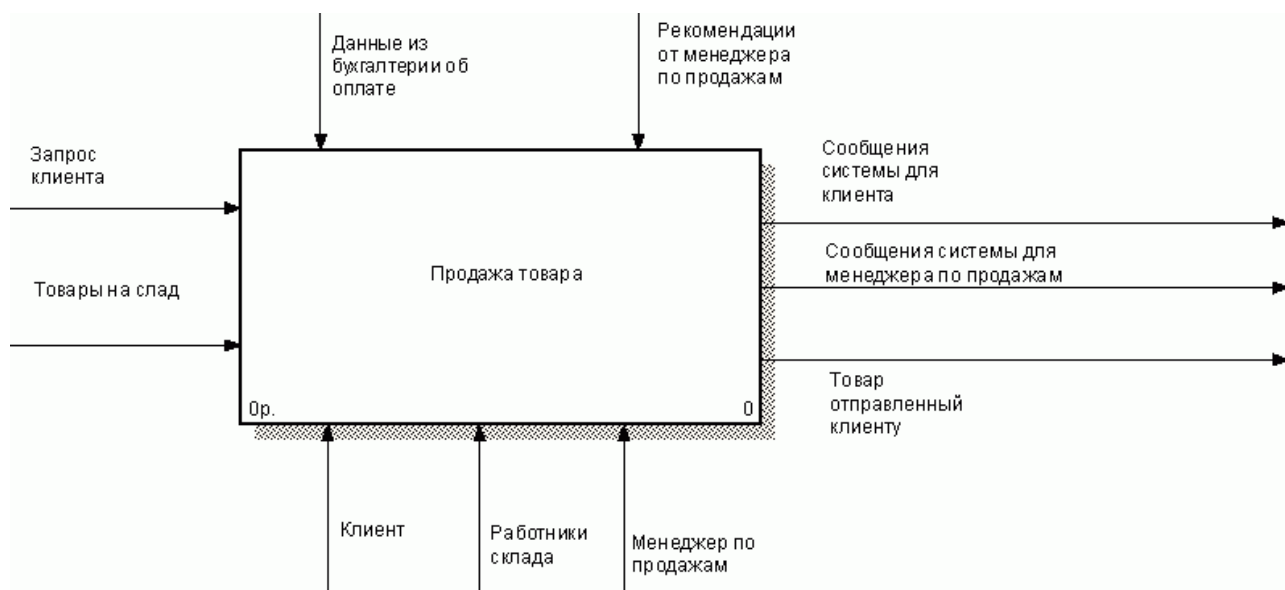 Данные из
бухгалтерии об
оплате
Рекомендации
от менеджера
по продажам
Запрос
клиента
Товары на слад
Продажа товара
0р.
0
Сообщения
системы для
клиента
Сообщения системы для
менеджера по продажам
Товар
отправленный
клиенту
Клиент
Работники
склада
Менеджер по
продажам